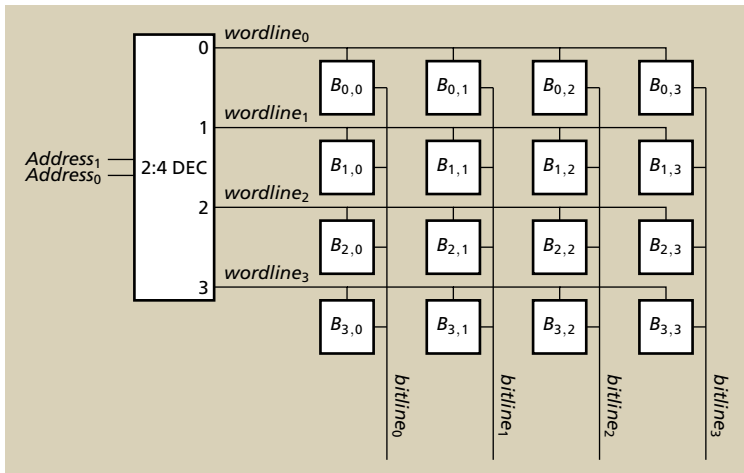 wordline₀
0
B₀,₀ B₀,₁ B₀,₂ B₀,₃
wordline₁
1
Address₁
Address₀
2:4 DEC
B₁,₀ B₁,₁ B₁,₂ B₁,₃
wordline₂
2
B₂,₀ B₂,₁ B₂,₂ B₂,₃
wordline₃
3
B₃,₀ B₃,₁ B₃,₂ B₃,₃
bitline₀
bitline₁
bitline₂
bitline₃